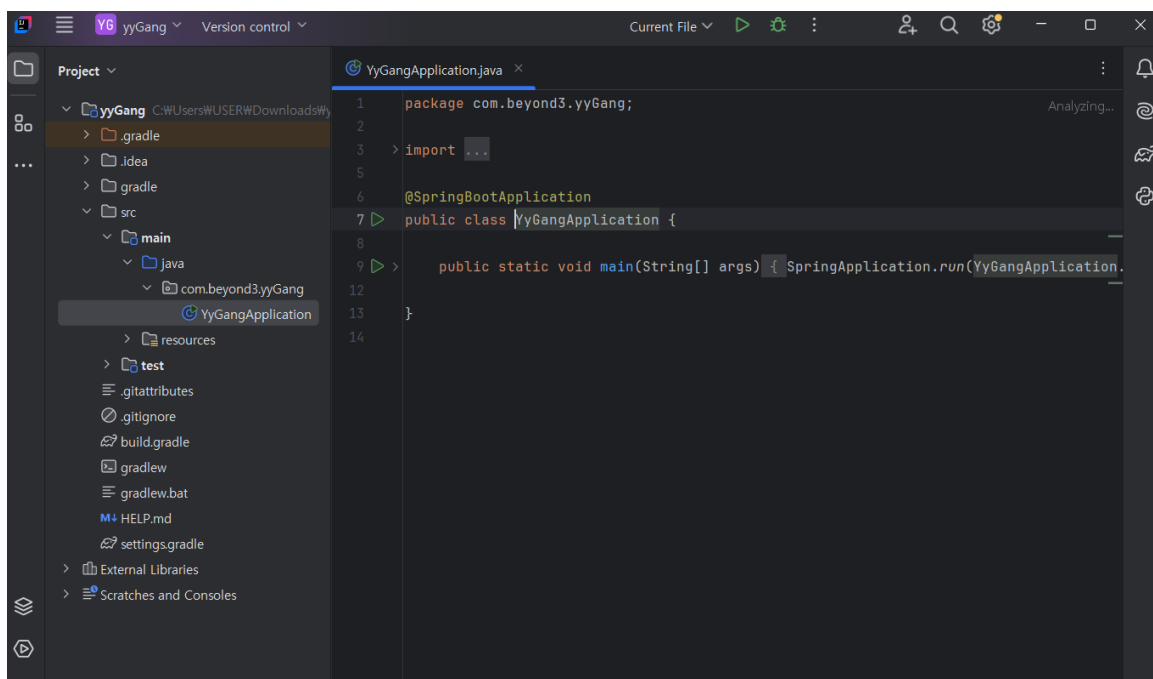 YG yyGang Version control Current File
Project
yyGang C:₩Users₩USER₩Downloads₩y
.gradle
.idea
gradle
src
main
java
com.beyond3.yyGang
YyGangApplication
resources
test
.gitattributes
.gitignore
build.gradle
gradlew
gradlew.bat
M↓ HELP.md
settings.gradle
External Libraries
Scratches and Consoles
YyGangApplication.java
Analyzing...
1 package com.beyond3.yyGang;
2
3 import ...
5
6 @SpringBootApplication
7 public class YyGangApplication {
8
9 public static void main(String[] args) { SpringApplication.run(YyGangApplication.
12
13 }
14